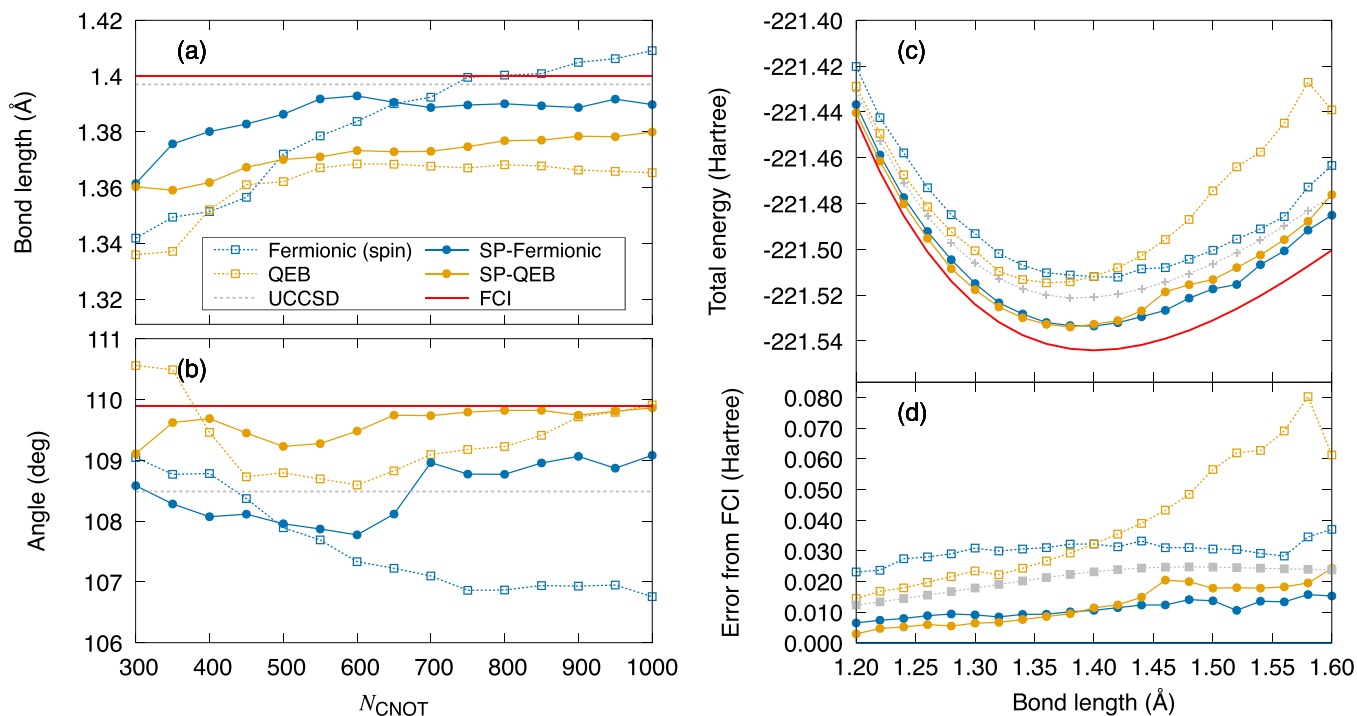 1.42
(a)
1.4
1.38
1.36
1.34
1.32
Bond length (Å)
Fermionic (spin)
QEB
UCCSD
SP-Fermionic
SP-QEB
FCI
111
(b)
110
109
108
107
106
Angle (deg)
300 400 500 600 700 800 900 1000
N_CNOT
-221.40
(c)
-221.42
-221.44
-221.46
-221.48
-221.50
-221.52
-221.54
Total energy (Hartree)
0.080
(d)
0.070
0.060
0.050
0.040
0.030
0.020
0.010
0.000
Error from FCI (Hartree)
1.20 1.25 1.30 1.35 1.40 1.45 1.50 1.55 1.60
Bond length (Å)